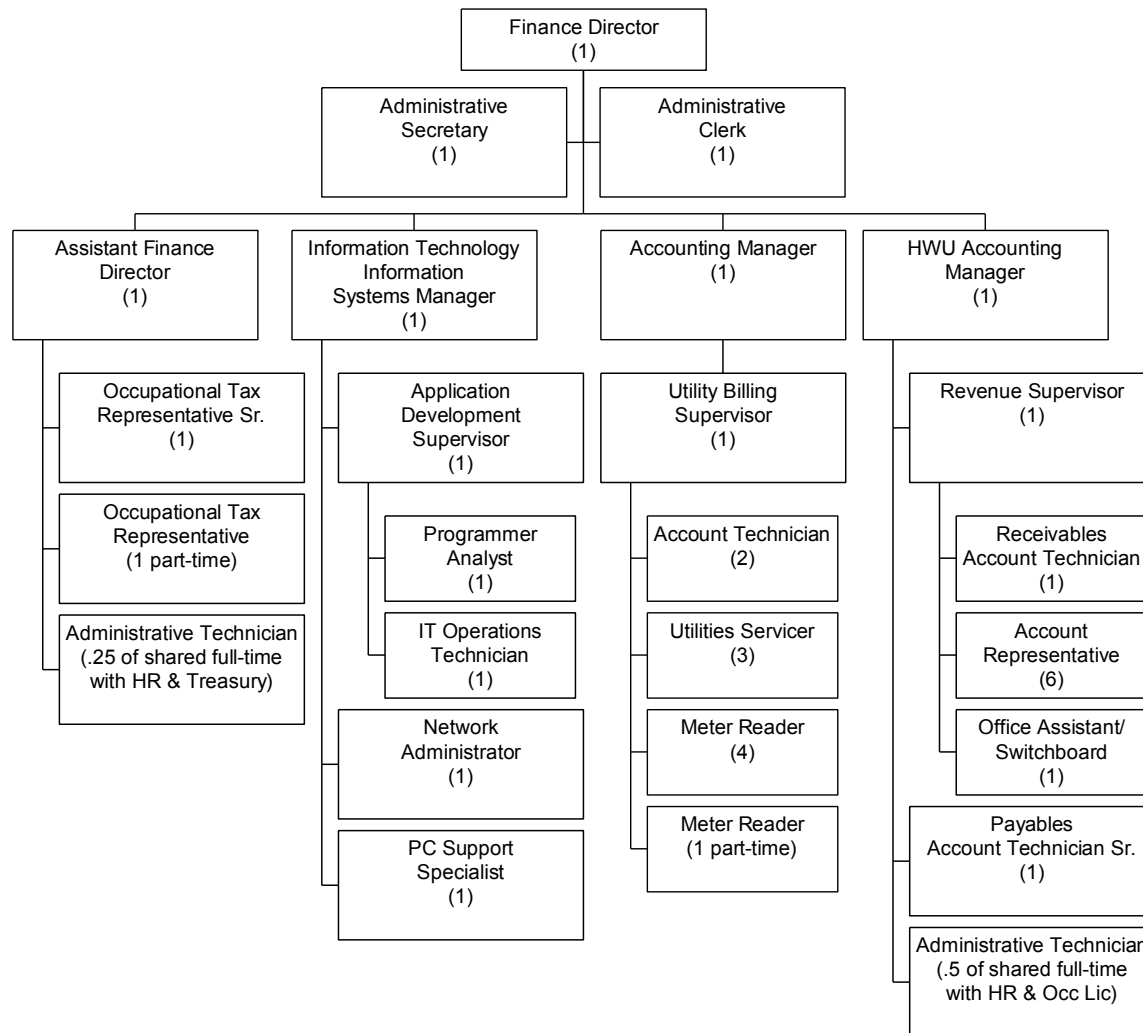 Finance Director
(1)
Administrative
Secretary
(1)
Administrative
Clerk
(1)
Assistant Finance
Director
(1)
Information Technology
Information
Systems Manager
(1)
Accounting Manager
(1)
HWU Accounting
Manager
(1)
Occupational Tax
Representative Sr.
(1)
Occupational Tax
Representative
(1 part-time)
Administrative Technician
(.25 of shared full-time
with HR & Treasury)
Application
Development
Supervisor
(1)
Programmer
Analyst
(1)
IT Operations
Technician
(1)
Network
Administrator
(1)
PC Support
Specialist
(1)
Utility Billing
Supervisor
(1)
Account Technician
(2)
Utilities Servicer
(3)
Meter Reader
(4)
Meter Reader
(1 part-time)
Revenue Supervisor
(1)
Receivables
Account Technician
(1)
Account
Representative
(6)
Office Assistant/
Switchboard
(1)
Payables
Account Technician Sr.
(1)
Administrative Technician
(.5 of shared full-time
with HR & Occ Lic)